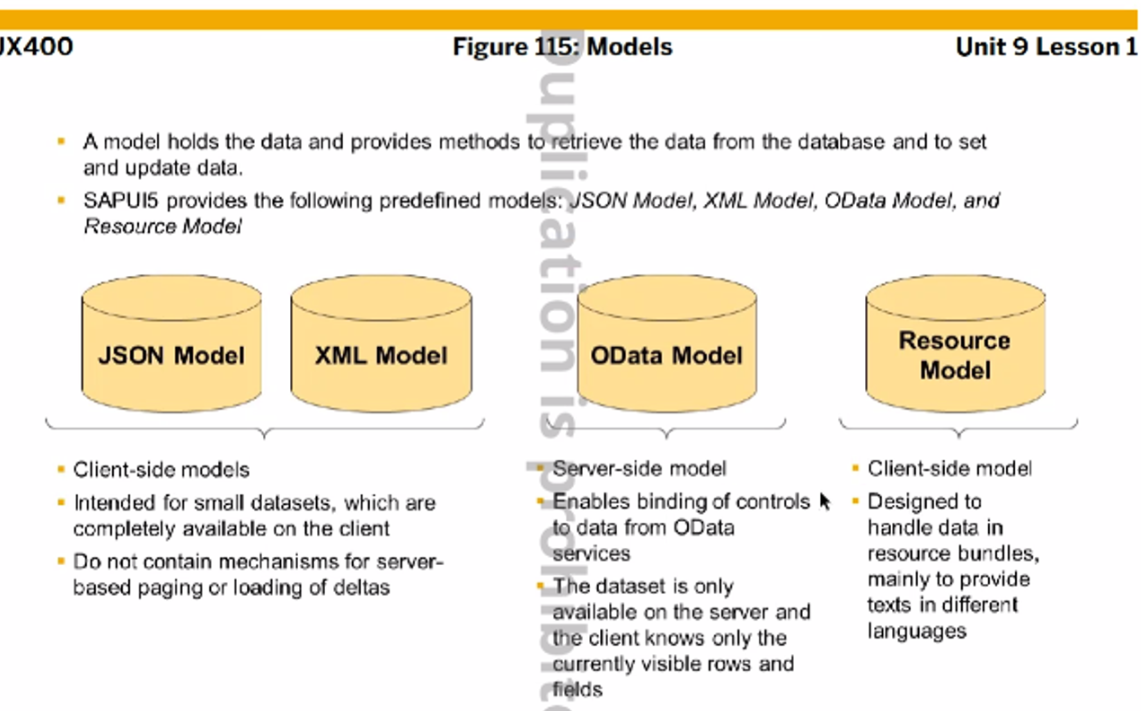 UX400 Figure 115: Models Unit 9 Lesson 1
A model holds the data and provides methods to retrieve the data from the database and to set
and update data.
SAPUI5 provides the following predefined models: JSON Model, XML Model, OData Model, and
Resource Model
JSON Model
XML Model
OData Model
Resource
Model
Client-side models
Intended for small datasets, which are
completely available on the client
Do not contain mechanisms for server-
based paging or loading of deltas
Server-side model
Enables binding of controls
to data from OData
services
The dataset is only
available on the server and
the client knows only the
currently visible rows and
fields
Client-side model
Designed to
handle data in
resource bundles,
mainly to provide
texts in different
languages
Duplication is prohibite